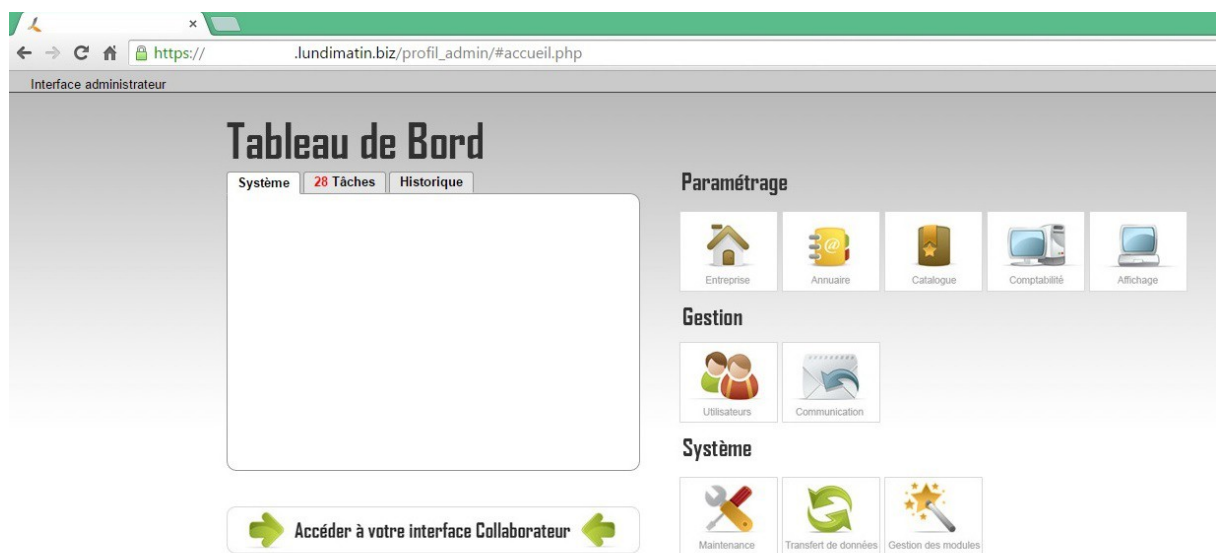 https:// .lundimatin.biz/profil_admin/#accueil.php
Interface administrateur
Tableau de Bord
Système 28 Tâches Historique
Paramétrage
Entreprise Annuaire Catalogue Comptabilité Affichage
Gestion
Utilisateurs Communication
Système
Maintenance Transfert de données Gestion des modules
Accéder à votre interface Collaborateur